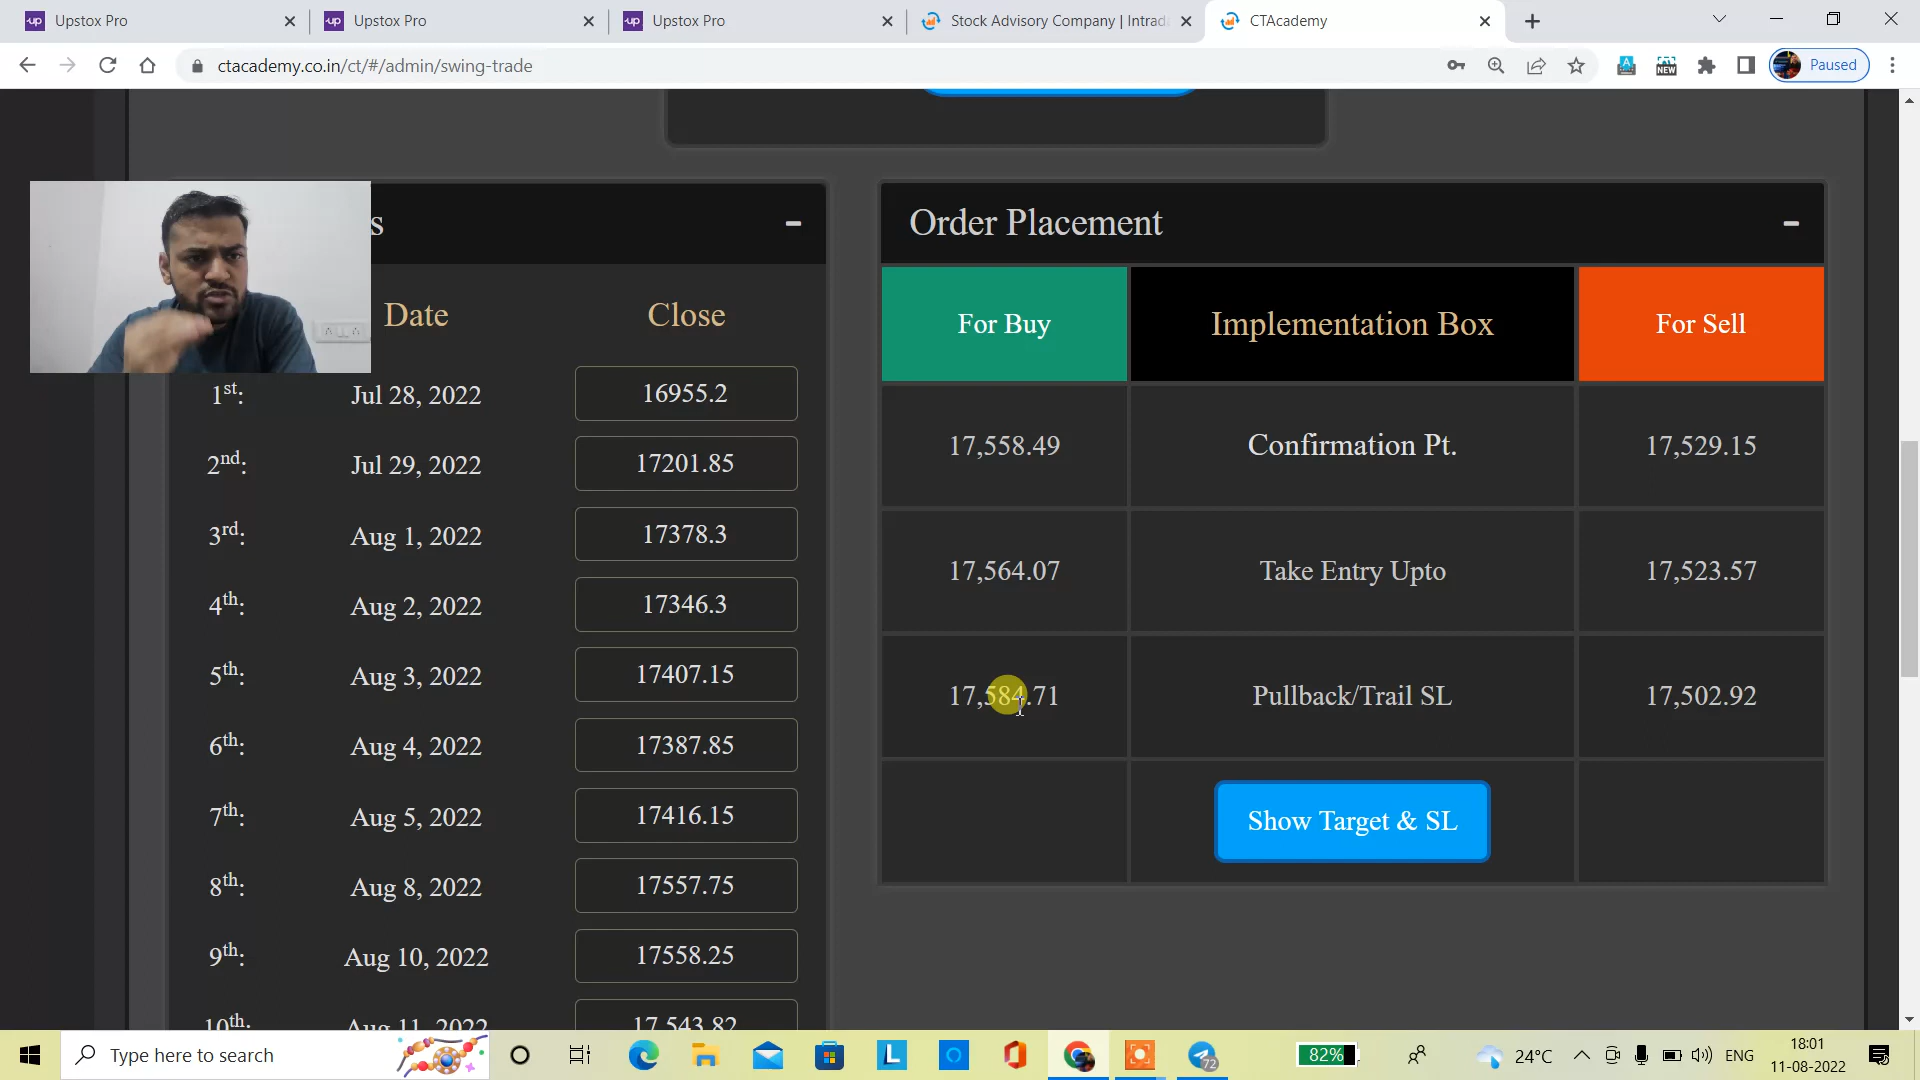 Upstox Pro
Upstox Pro
Upstox Pro
Stock Advisory Company | Intrad
CTAcademy
ctacademy.co.in/ct/#/admin/swing-trade
NEW
Paused
s
Date Close
1st: Jul 28, 2022 16955.2
2nd: Jul 29, 2022 17201.85
3rd: Aug 1, 2022 17378.3
4th: Aug 2, 2022 17346.3
5th: Aug 3, 2022 17407.15
6th: Aug 4, 2022 17387.85
7th: Aug 5, 2022 17416.15
8th: Aug 8, 2022 17557.75
9th: Aug 10, 2022 17558.25
10th: Aug 11, 2022 17,543.82
Order Placement
For Buy Implementation Box For Sell
17,558.49 Confirmation Pt. 17,529.15
17,564.07 Take Entry Upto 17,523.57
17,584.71 Pullback/Trail SL 17,502.92
Show Target & SL
Type here to search
72
82%
24°C
ENG
18:01
11-08-2022